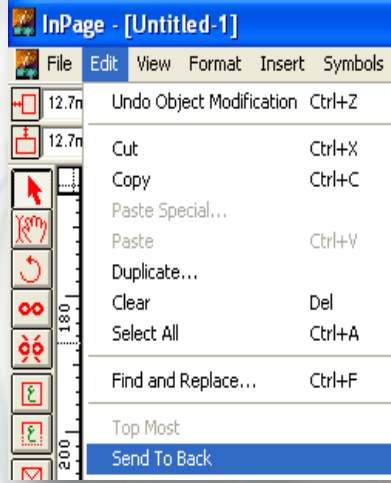 InPage - [Untitled-1]
File Edit View Format Insert Symbols
12.7m
12.7m
Undo Object Modification Ctrl+Z
Cut Ctrl+X
Copy Ctrl+C
Paste Special...
Paste Ctrl+V
Duplicate...
Clear Del
Select All Ctrl+A
Find and Replace... Ctrl+F
Top Most
Send To Back
180
200
ع
ع